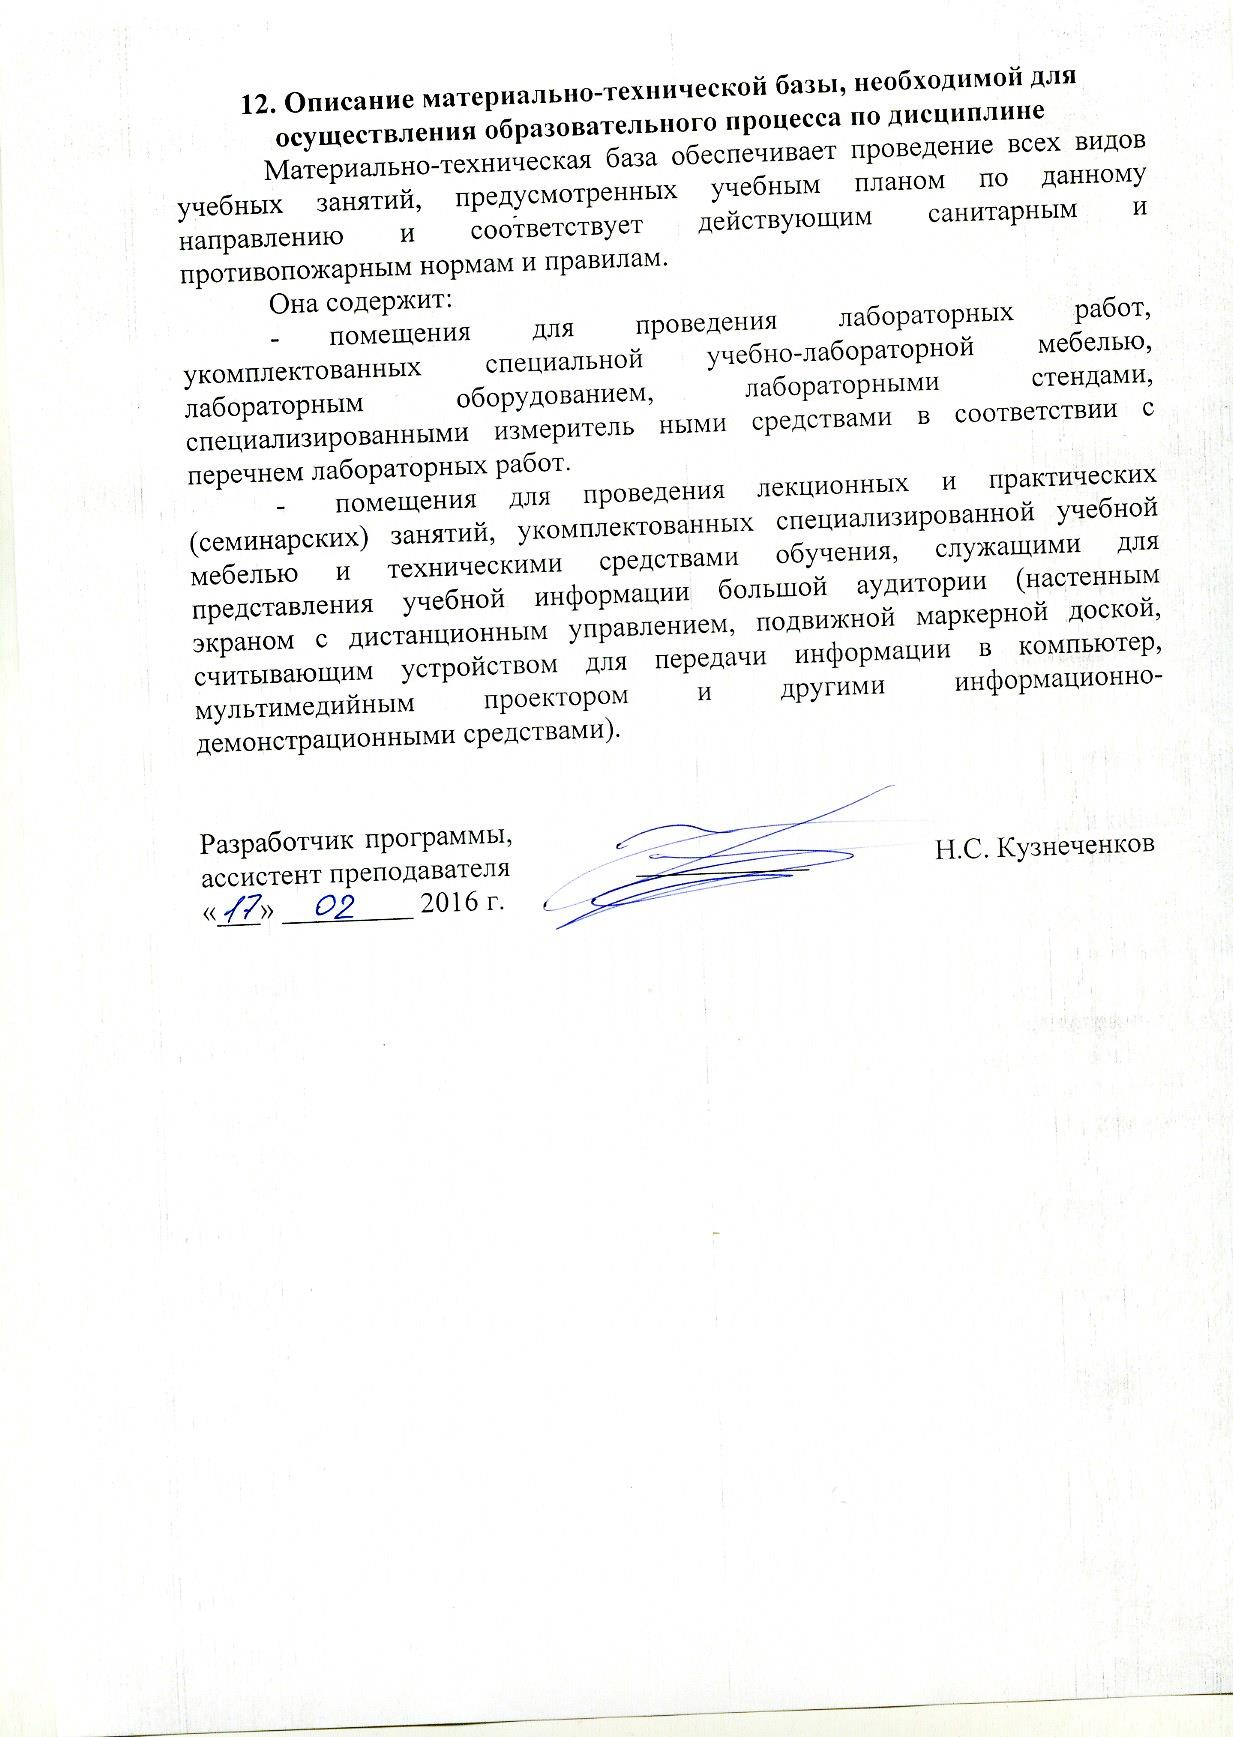 12. Описание материально-технической базы, необходимой для
осуществления образовательного процесса по дисциплине
Материально-техническая база обеспечивает проведение всех видов
учебных занятий, предусмотренных учебным планом по данному
направлению и соответствует действующим санитарным и
противопожарным нормам и правилам.
Она содержит:
- помещения для проведения лабораторных работ,
укомплектованных специальной учебно-лабораторной мебелью,
лабораторным оборудованием, лабораторными стендами,
специализированными измеритель ными средствами в соответствии с
перечнем лабораторных работ.
- помещения для проведения лекционных и практических
(семинарских) занятий, укомплектованных специализированной учебной
мебелью и техническими средствами обучения, служащими для
представления учебной информации большой аудитории (настенным
экраном с дистанционным управлением, подвижной маркерной доской,
считывающим устройством для передачи информации в компьютер,
мультимедийным проектором и другими информационно-
демонстрационными средствами).
Разработчик программы,
ассистент преподавателя Н.С. Кузнеченков
«17» 02 2016 г.